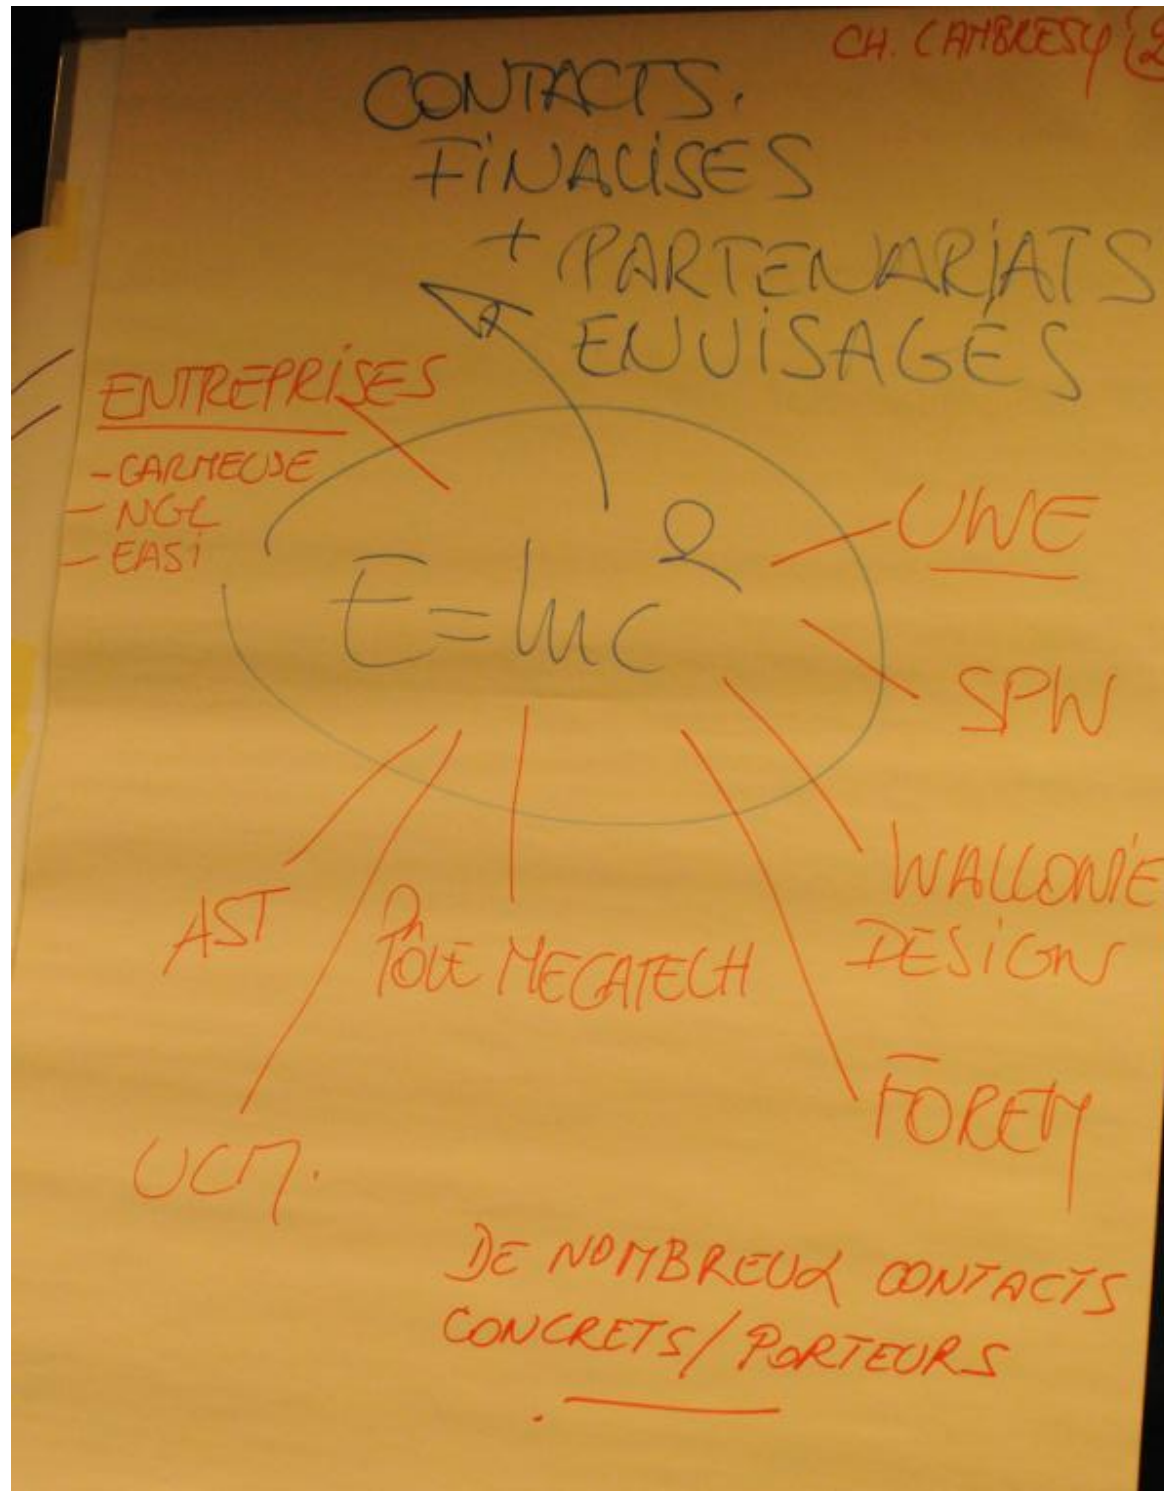 CH. CAMBRESY 2
CONTACTS.
FINALISES
+ PARTENARIATS
ENVISAGÉS
ENTREPRISES
- CARMEUSE
- NGL
- EASi
E=mc2
UWE
SPW
WALLONIE
DESIGN
AST
PÔLE MECATECH
FOREM
UCM.
DE NOMBREUX CONTACTS
CONCRETS/PORTEURS